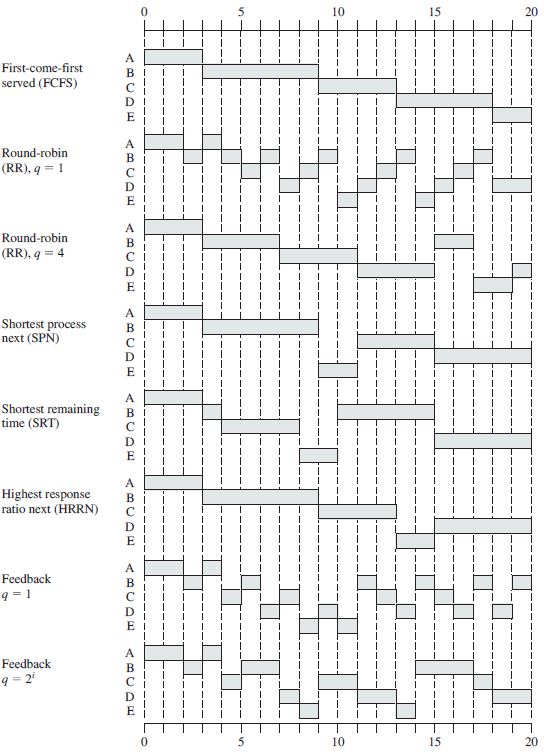 0 5 10 15 20
First-come-first
served (FCFS)
A
B
C
D
E
Round-robin
(RR), q = 1
A
B
C
D
E
Round-robin
(RR), q = 4
A
B
C
D
E
Shortest process
next (SPN)
A
B
C
D
E
Shortest remaining
time (SRT)
A
B
C
D
E
Highest response
ratio next (HRRN)
A
B
C
D
E
Feedback
q = 1
A
B
C
D
E
Feedback
q = 2^i
A
B
C
D
E
0 5 10 15 20